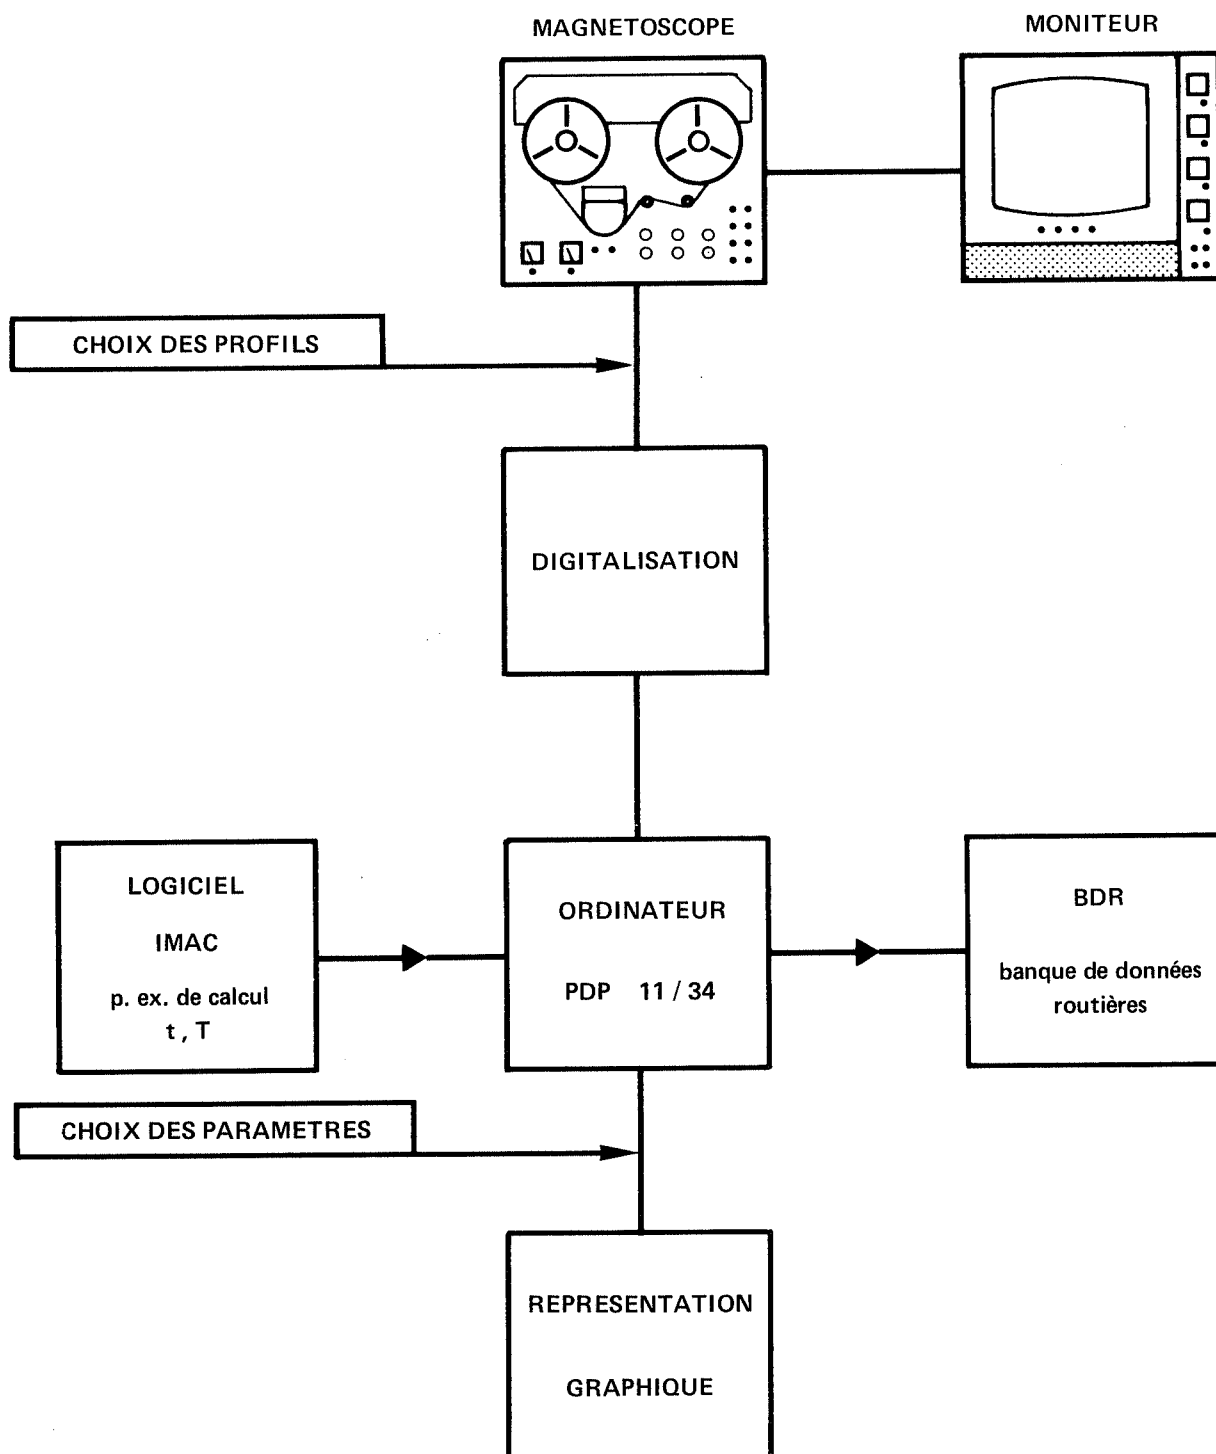 MAGNETOSCOPE
MONITEUR
CHOIX DES PROFILS
DIGITALISATION
LOGICIEL
IMAC
p. ex. de calcul
t , T
ORDINATEUR
PDP 11 / 34
BDR
banque de données
routières
CHOIX DES PARAMETRES
REPRESENTATION
GRAPHIQUE